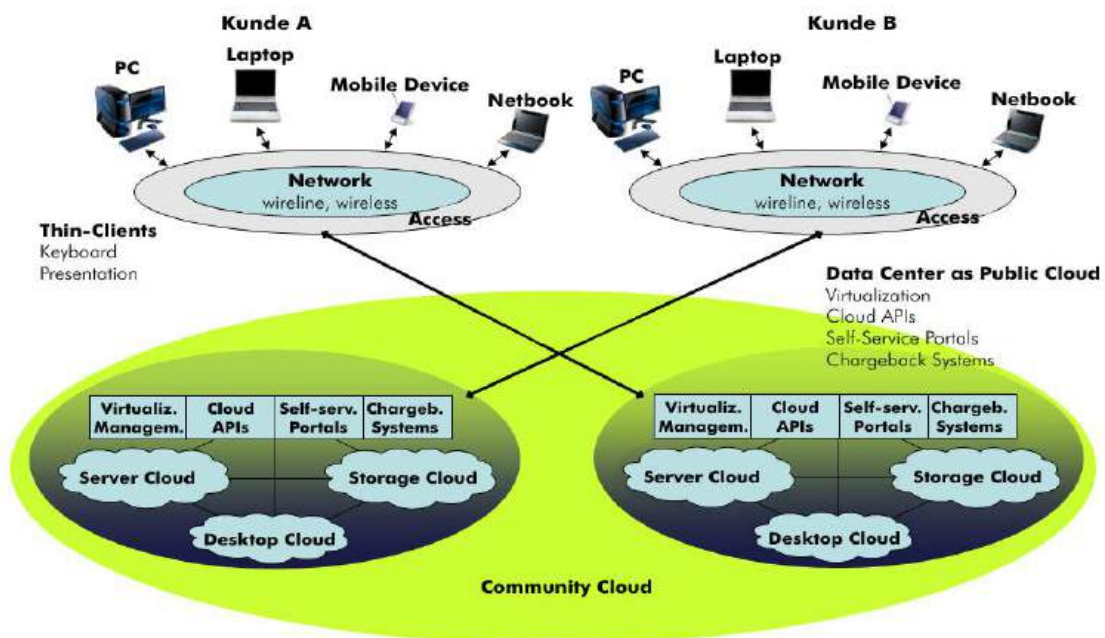 Kunde A
Kunde B
PC
Laptop
Mobile Device
Netbook
Network
wireline, wireless
Access
PC
Laptop
Mobile Device
Netbook
Network
wireline, wireless
Access
Thin-Clients
Keyboard
Presentation
Data Center as Public Cloud
Virtualization
Cloud APIs
Self-Service Portals
Chargeback Systems
Virtualiz.
Managem.
Cloud
APIs
Self-serv.
Portals
Chargeb.
Systems
Server Cloud
Storage Cloud
Desktop Cloud
Virtualiz.
Managem.
Cloud
APIs
Self-serv.
Portals
Chargeb.
Systems
Server Cloud
Storage Cloud
Desktop Cloud
Community Cloud